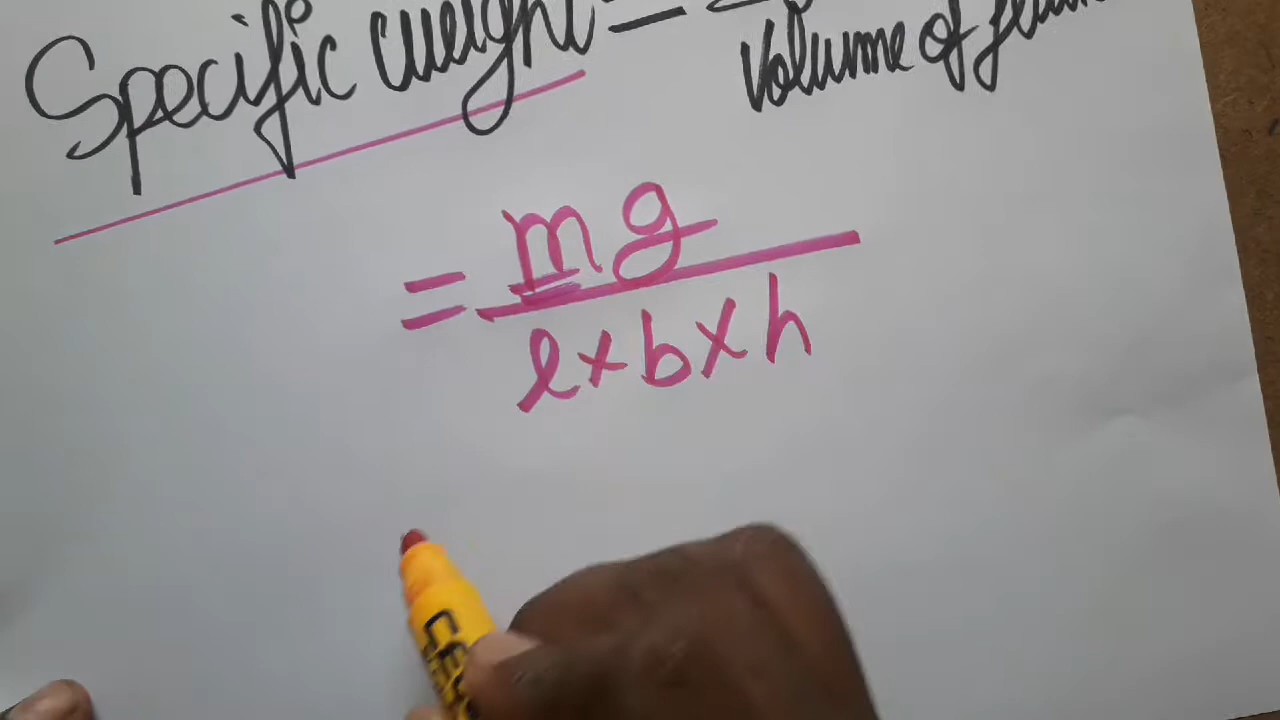 Specific weight =
Volume of
= mg
l×b×h